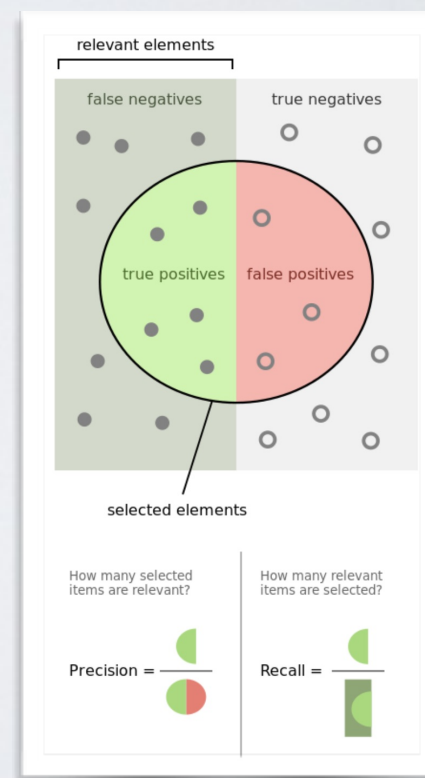 relevant elements
false negatives
true negatives
true positives
false positives
selected elements
How many selected
items are relevant?
How many relevant
items are selected?
Precision =
Recall =